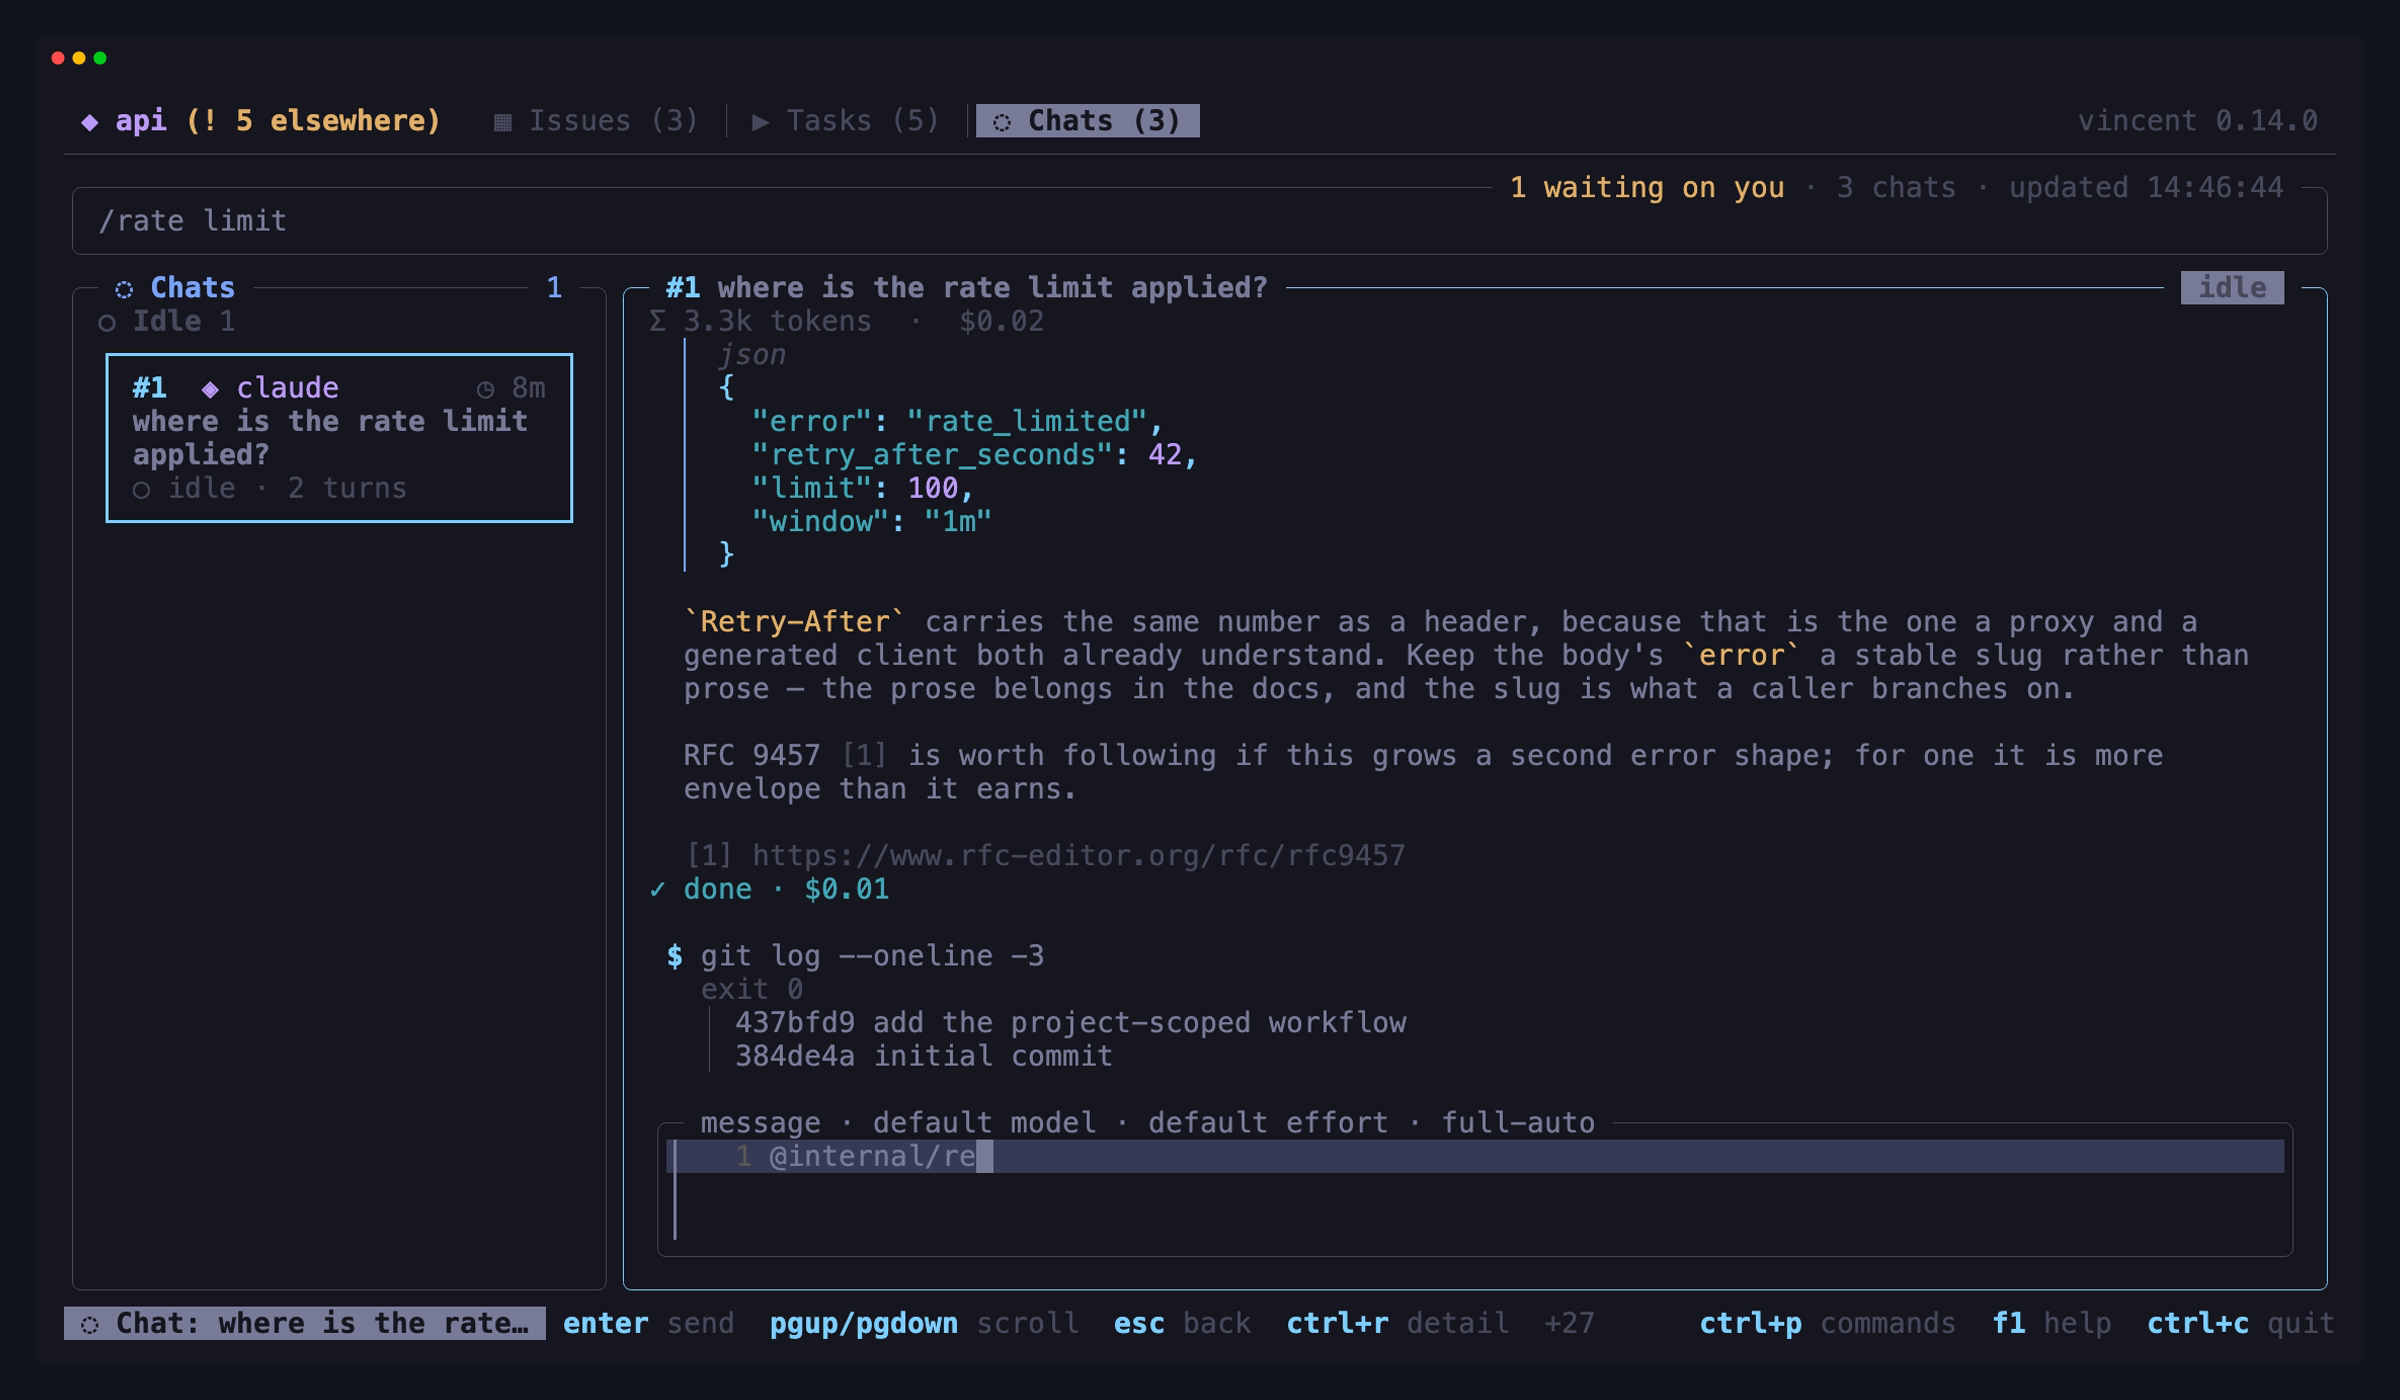 ◆ api (! 5 elsewhere) ▦ Issues (3) ▶ Tasks (5) ◌ Chats (3) vincent 0.14.0
1 waiting on you · 3 chats · updated 14:46:44
/rate limit
◌ Chats 1
○ Idle 1
#1 ◈ claude ◷ 8m
where is the rate limit
applied?
○ idle · 2 turns
#1 where is the rate limit applied? idle
Σ 3.3k tokens · $0.02
json
{
"error": "rate_limited",
"retry_after_seconds": 42,
"limit": 100,
"window": "1m"
}
`Retry-After` carries the same number as a header, because that is the one a proxy and a
generated client both already understand. Keep the body's `error` a stable slug rather than
prose — the prose belongs in the docs, and the slug is what a caller branches on.
RFC 9457 [1] is worth following if this grows a second error shape; for one it is more
envelope than it earns.
[1] https://www.rfc-editor.org/rfc/rfc9457
✓ done · $0.01
$ git log --oneline -3
exit 0
437bfd9 add the project-scoped workflow
384de4a initial commit
message · default model · default effort · full-auto
1 @internal/re
◌ Chat: where is the rate… enter send pgup/pgdown scroll esc back ctrl+r detail +27 ctrl+p commands f1 help ctrl+c quit